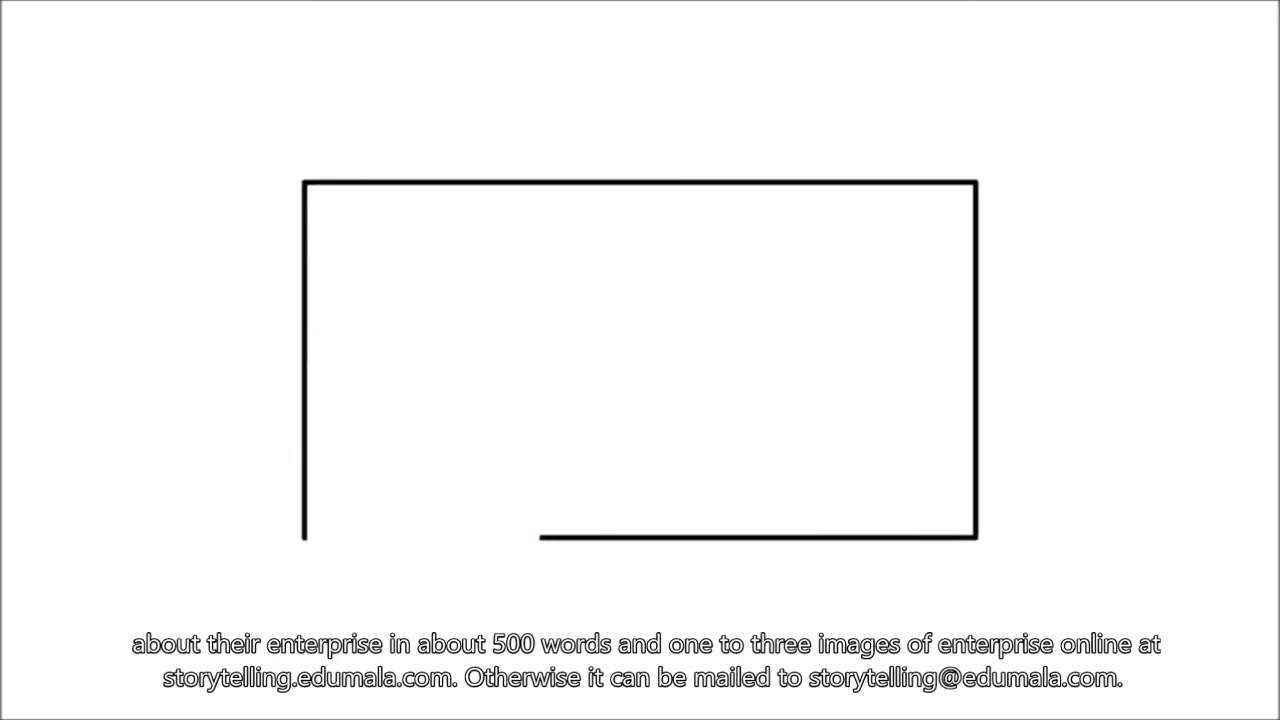 about their enterprise in about 500 words and one to three images of enterprise online at
storytelling.edumala.com. Otherwise it can be mailed to storytelling@edumala.com.